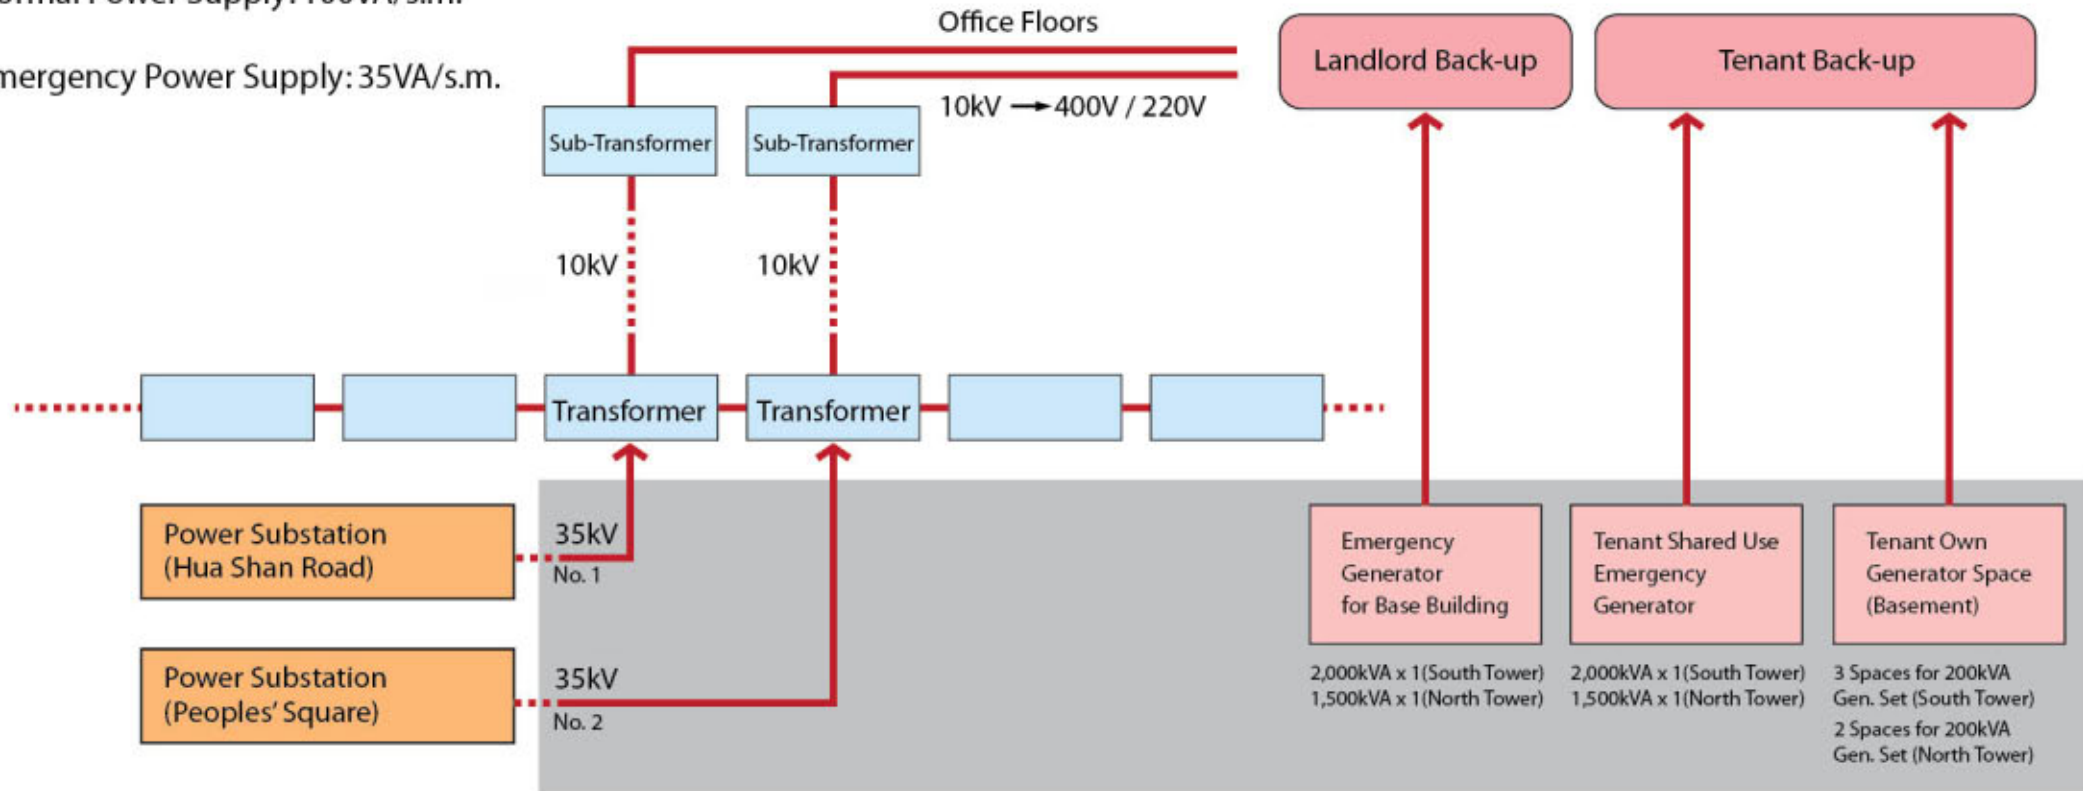 Power Supply: 100VA/s.m.
Emergency Power Supply: 35VA/s.m.
Office Floors
10kV → 400V / 220V
Landlord Back-up
Tenant Back-up
Sub-Transformer
Sub-Transformer
10kV
10kV
Transformer
Transformer
Power Substation
(Hua Shan Road)
35kV
No. 1
Power Substation
(Peoples' Square)
35kV
No. 2
Emergency
Generator
for Base Building
2,000kVA x 1(South Tower)
1,500kVA x 1(North Tower)
Tenant Shared Use
Emergency
Generator
2,000kVA x 1(South Tower)
1,500kVA x 1(North Tower)
Tenant Own
Generator Space
(Basement)
3 Spaces for 200kVA
Gen. Set (South Tower)
2 Spaces for 200kVA
Gen. Set (North Tower)